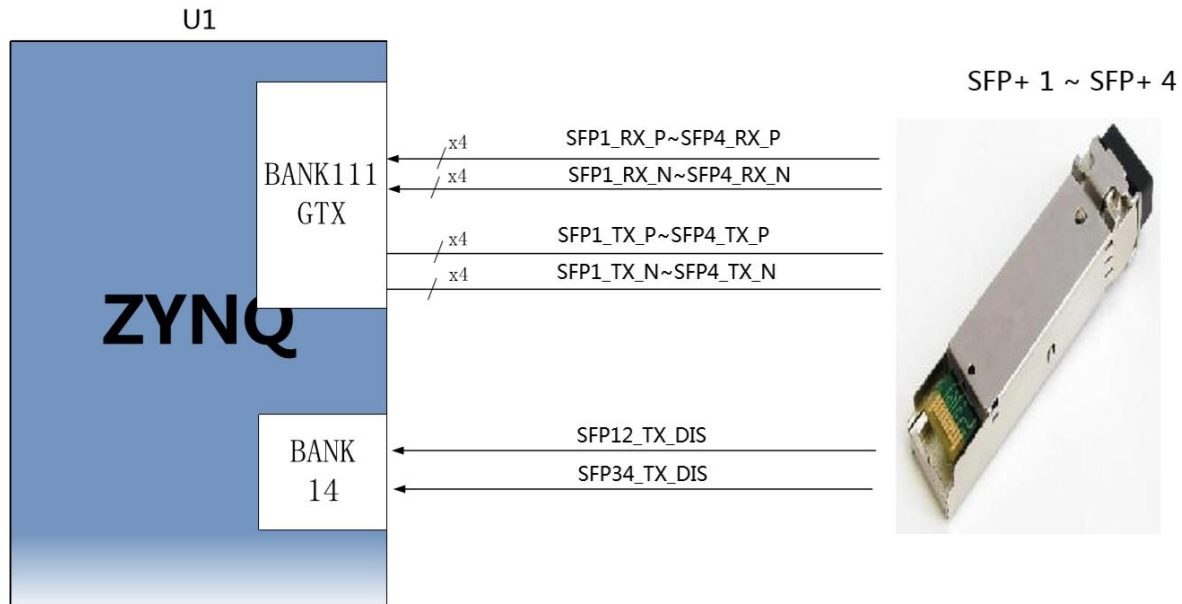 U1
SFP+ 1 ~ SFP+ 4
x4
SFP1_RX_P~SFP4_RX_P
x4
SFP1_RX_N~SFP4_RX_N
BANK111
GTX
SFP1_TX_P~SFP4_TX_P
x4
SFP1_TX_N~SFP4_TX_N
x4
ZYNQ
BANK
14
SFP12_TX_DIS
SFP34_TX_DIS